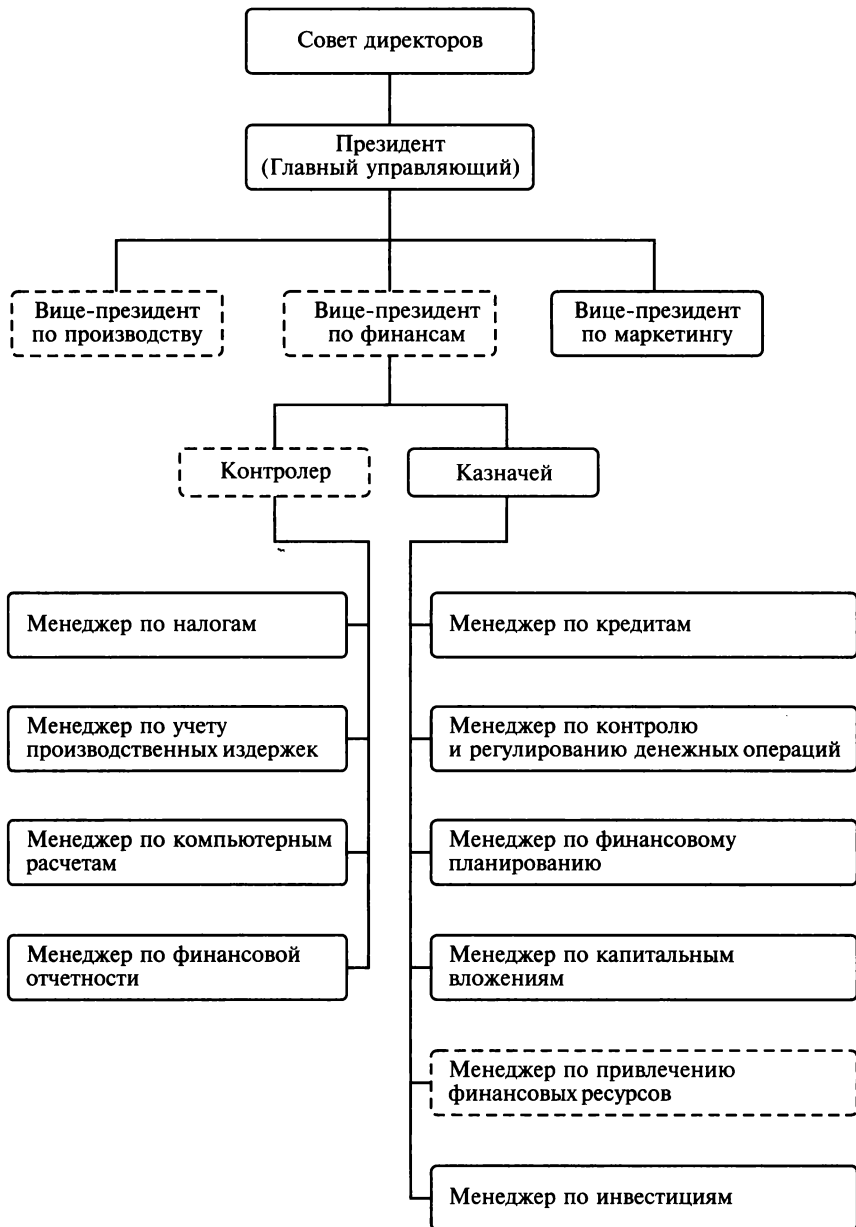 Совет директоров
Президент
(Главный управляющий)
Вице-президент
по производству
Вице-президент
по финансам
Вице-президент
по маркетингу
Контролер
Казначей
Менеджер по налогам
Менеджер по учету
производственных издержек
Менеджер по компьютерным
расчетам
Менеджер по финансовой
отчетности
Менеджер по кредитам
Менеджер по контролю
и регулированию денежных операций
Менеджер по финансовому
планированию
Менеджер по капитальным
вложениям
Менеджер по привлечению
финансовых ресурсов
Менеджер по инвестициям